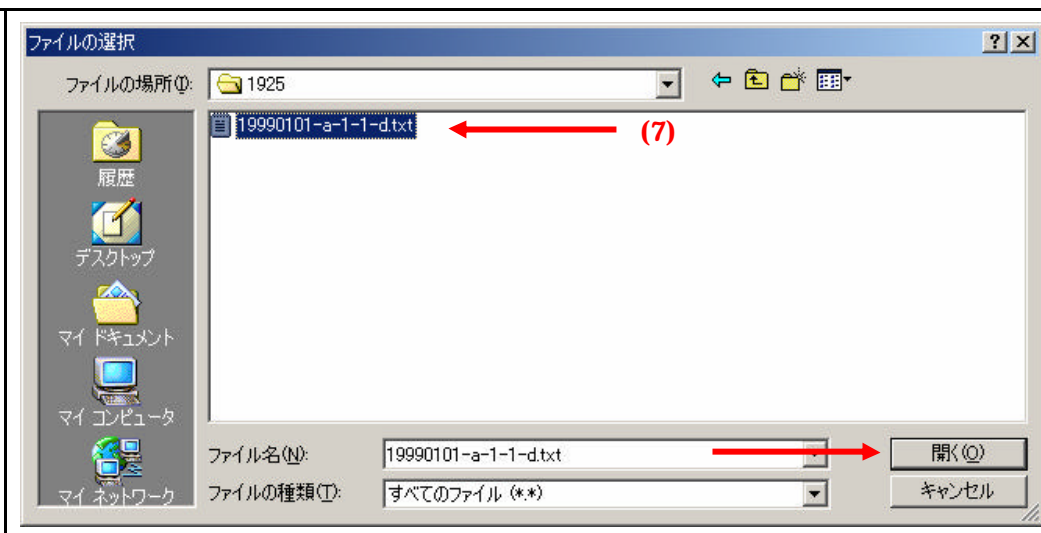 ファイルの選択
ファイルの場所(I):
1925
19990101-a-1-1-d.txt
(7)
履歴
デスクトップ
マイ ドキュメント
マイ コンピュータ
マイ ネットワーク
ファイル名(N):
19990101-a-1-1-d.txt
開く(O)
ファイルの種類(T):
すべてのファイル (*.*)
キャンセル